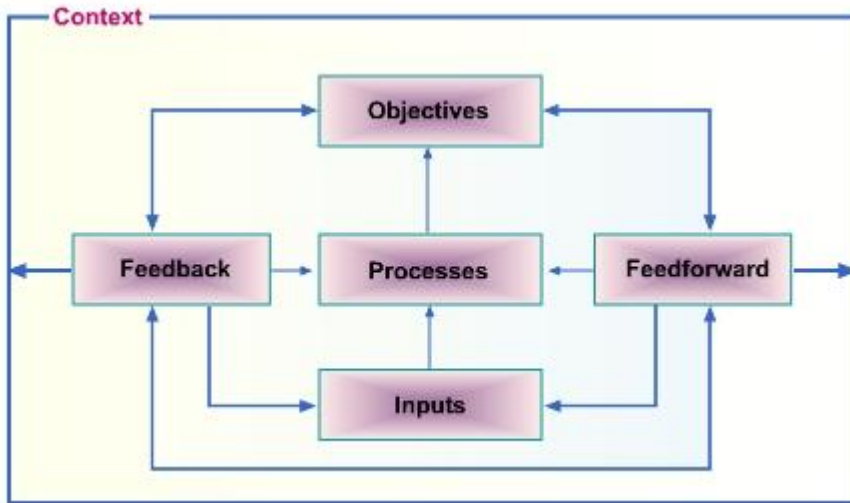 Context
Objectives
Feedback
Processes
Feedforward
Inputs